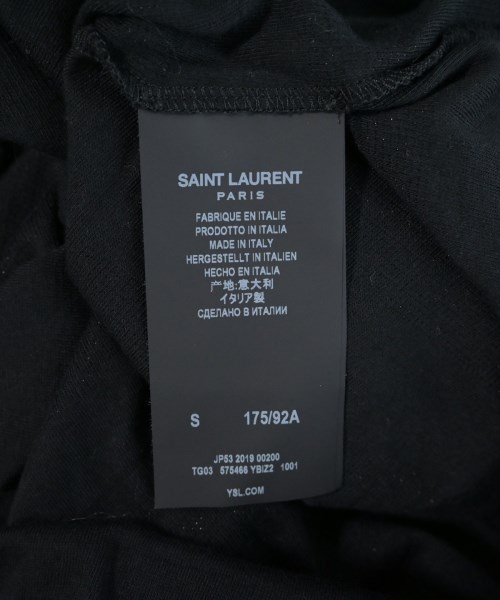 SAINT LAURENT
PARIS
FABRIQUE EN ITALIE
PRODOTTO IN ITALIA
MADE IN ITALY
HERGESTELLT IN ITALIEN
HECHO EN ITALIA
产地:意大利
イタリア製
СДЕЛАНО В ИТАЛИИ
S 175/92A
JP53 2019 00200
TG03 575466 YBIZ2 1001
YSL.COM